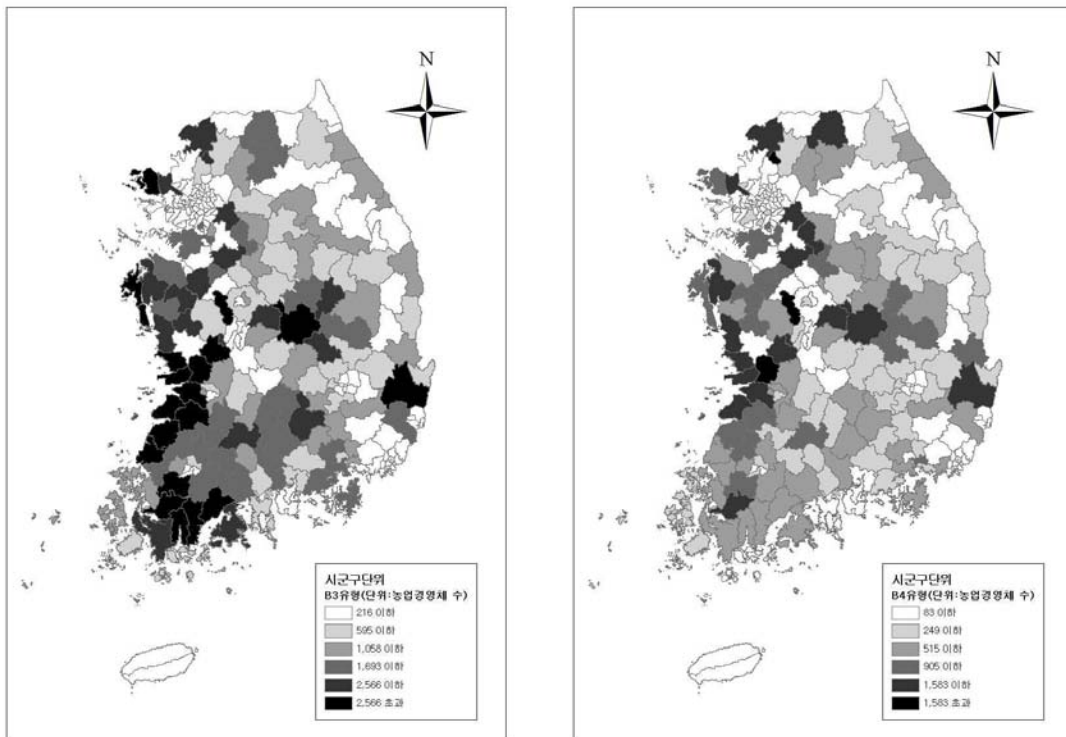 N
시군구단위
B3유형(단위:농업경영체 수)
216 이하
595 이하
1,058 이하
1,693 이하
2,566 이하
2,566 초과
N
시군구단위
B4유형(단위:농업경영체 수)
83 이하
249 이하
515 이하
905 이하
1,583 이하
1,583 초과